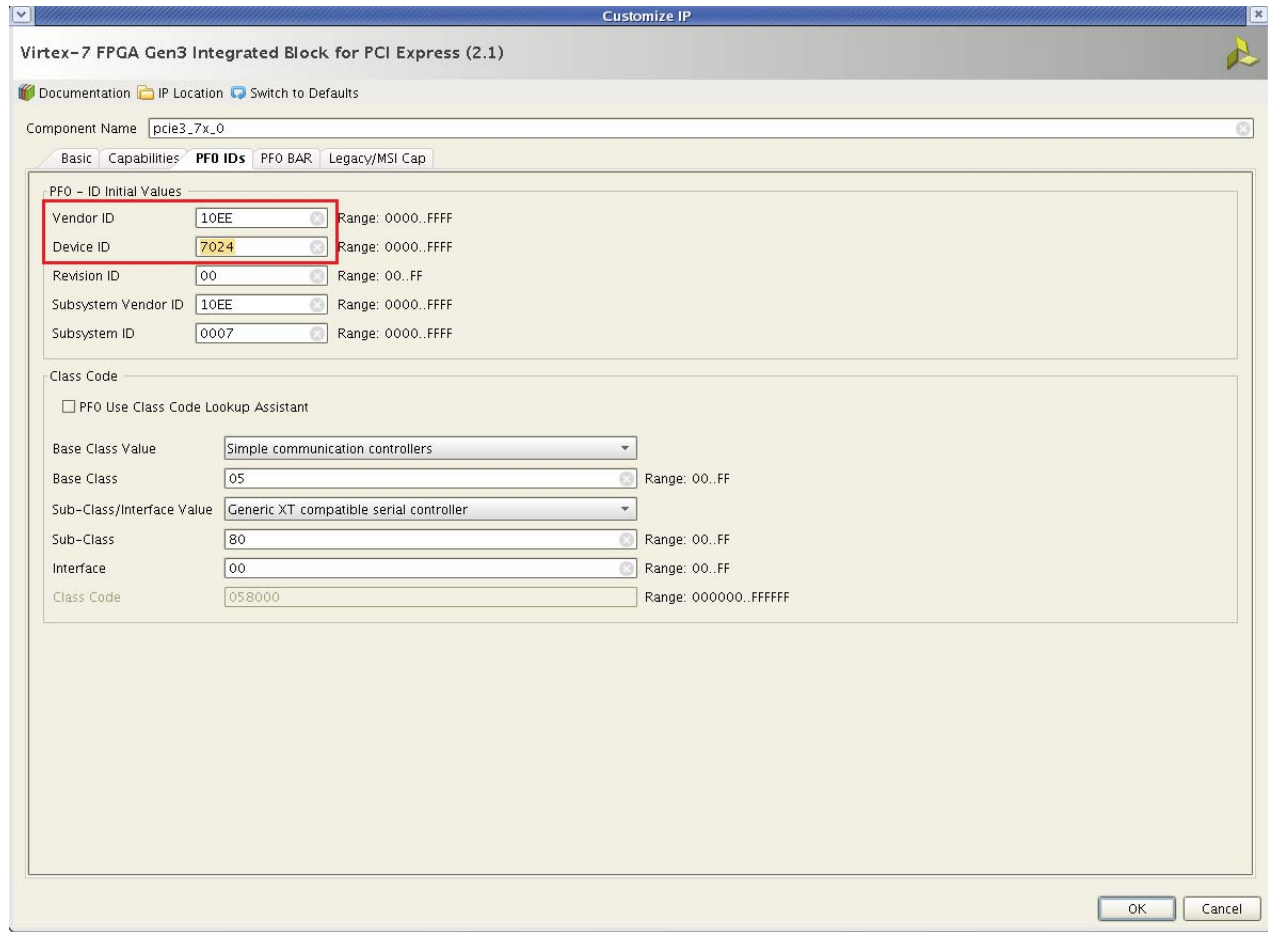 Customize IP
Virtex-7 FPGA Gen3 Integrated Block for PCI Express (2.1)
Documentation IP Location Switch to Defaults
Component Name pcie3_7x_0
Basic Capabilities PF0 IDs PF0 BAR Legacy/MSI Cap
PF0 - ID Initial Values
Vendor ID 10EE Range: 0000..FFFF
Device ID 7024 Range: 0000..FFFF
Revision ID 00 Range: 00..FF
Subsystem Vendor ID 10EE Range: 0000..FFFF
Subsystem ID 0007 Range: 0000..FFFF
Class Code
PF0 Use Class Code Lookup Assistant
Base Class Value Simple communication controllers
Base Class 05 Range: 00..FF
Sub-Class/Interface Value Generic XT compatible serial controller
Sub-Class 80 Range: 00..FF
Interface 00 Range: 00..FF
Class Code 058000 Range: 000000..FFFFFF
OK Cancel